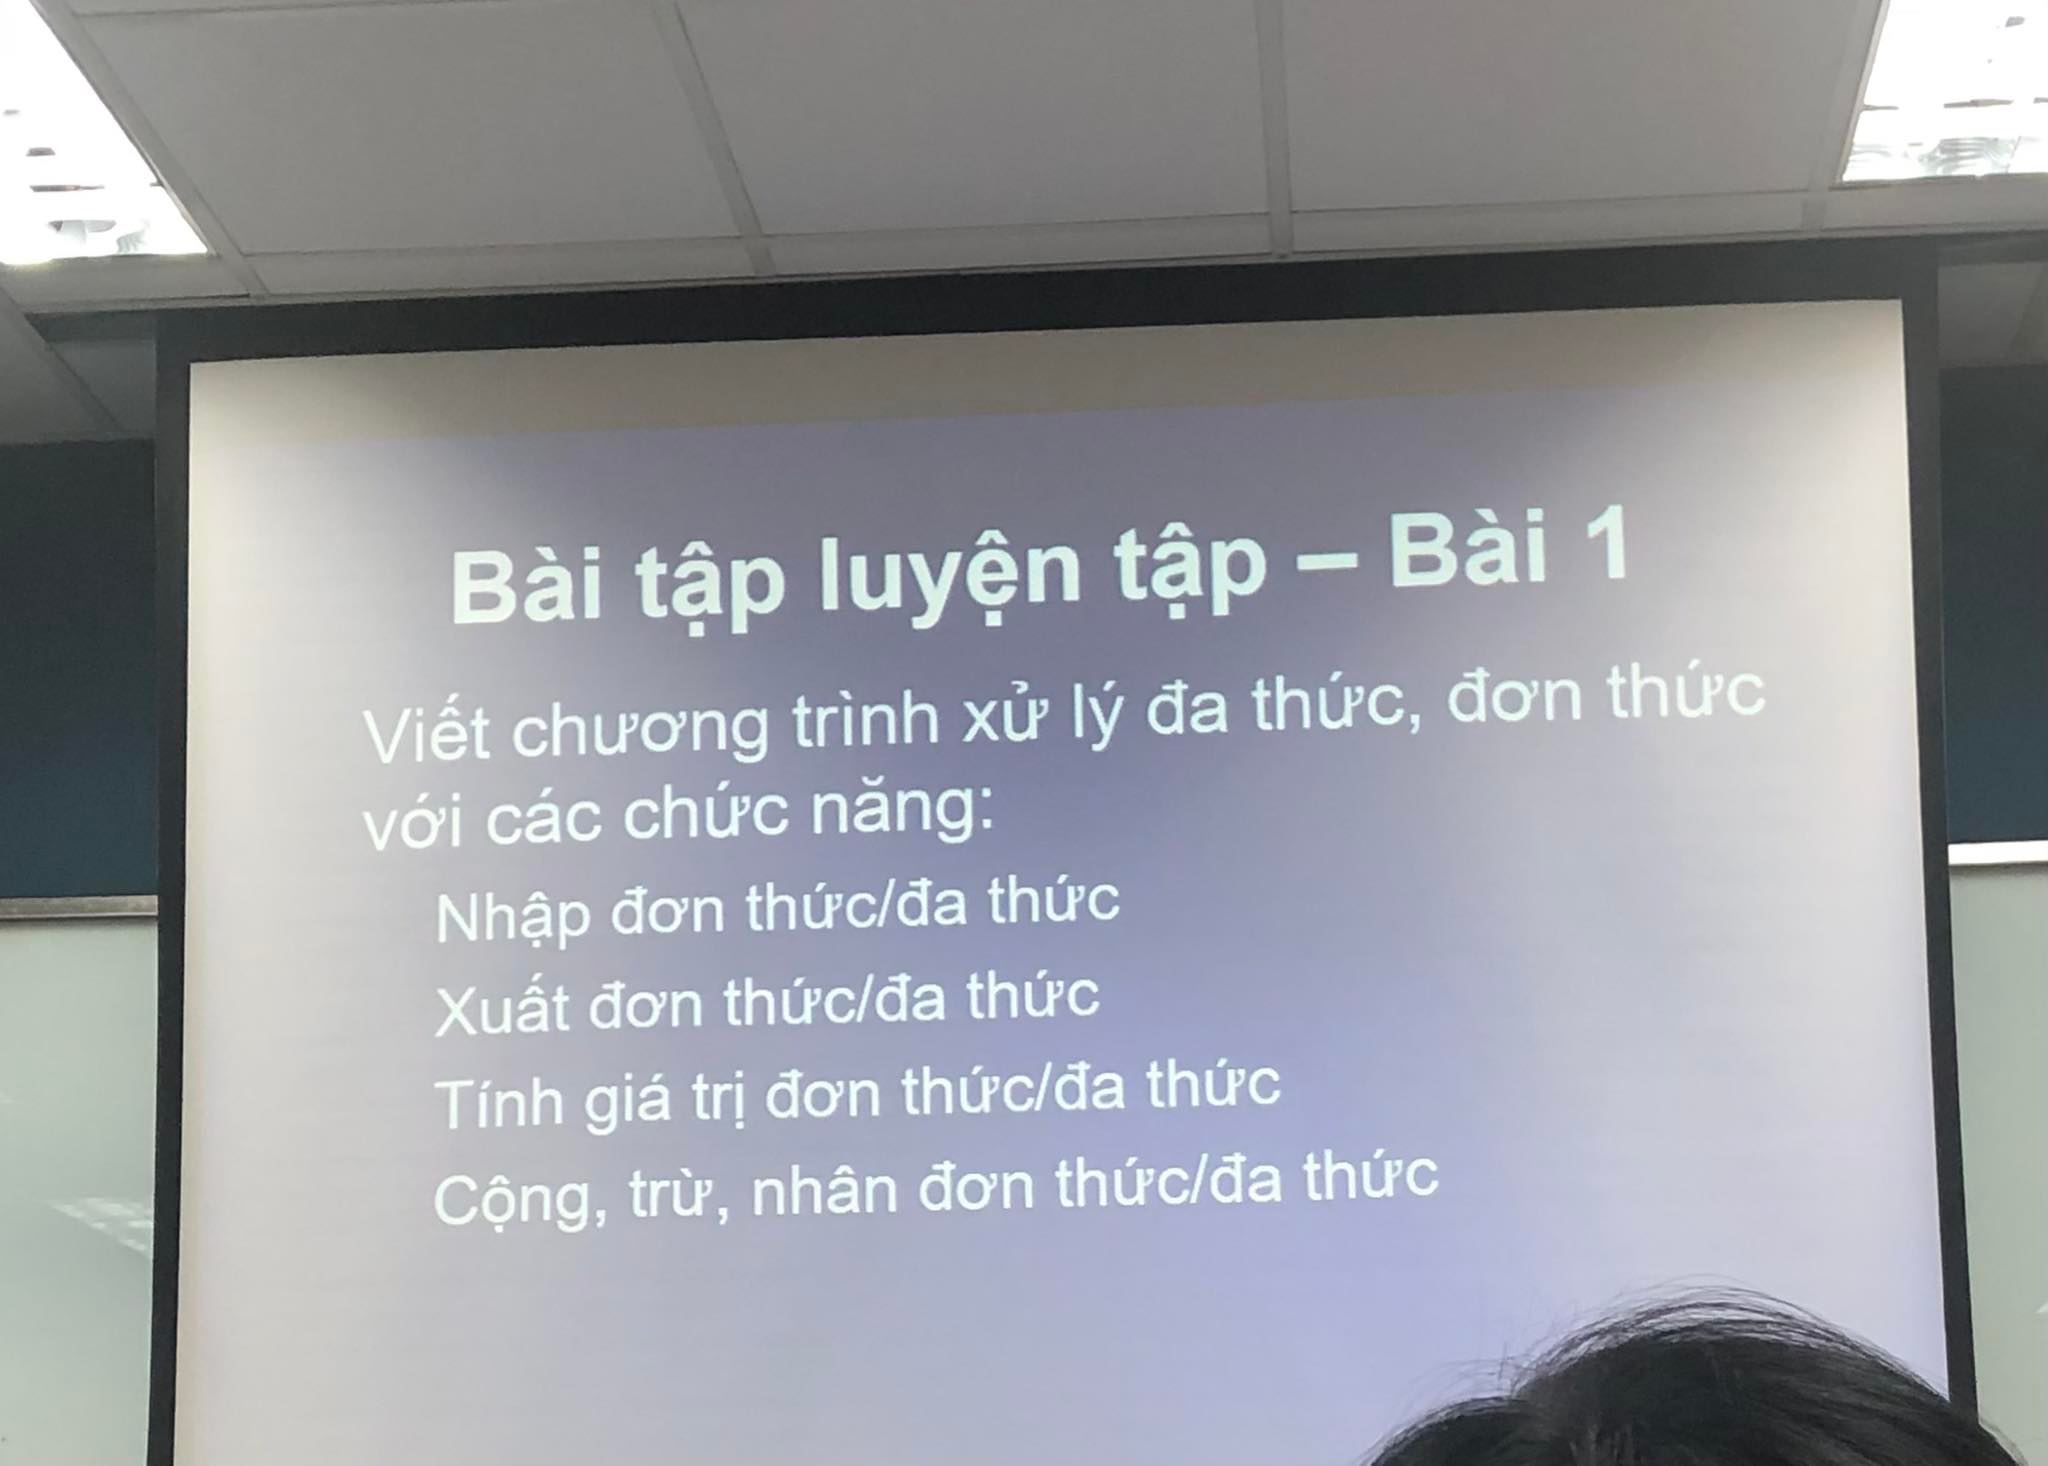 Bài tập luyện tập – Bài 1
Viết chương trình xử lý đa thức, đơn thức
với các chức năng:
Nhập đơn thức/đa thức
Xuất đơn thức/đa thức
Tính giá trị đơn thức/đa thức
Cộng, trừ, nhân đơn thức/đa thức